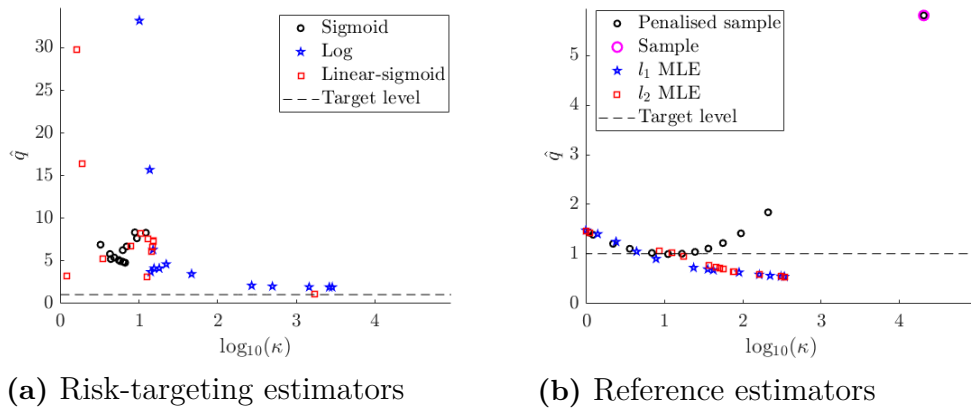 35
30
25
20
15
10
5
0
q̂
0
1
2
3
4
log₁₀(κ)
Sigmoid
Log
Linear-sigmoid
Target level
(a) Risk-targeting estimators
5
4
3
2
1
0
q̂
0
1
2
3
4
log₁₀(κ)
Penalised sample
Sample
l₁ MLE
l₂ MLE
Target level
(b) Reference estimators